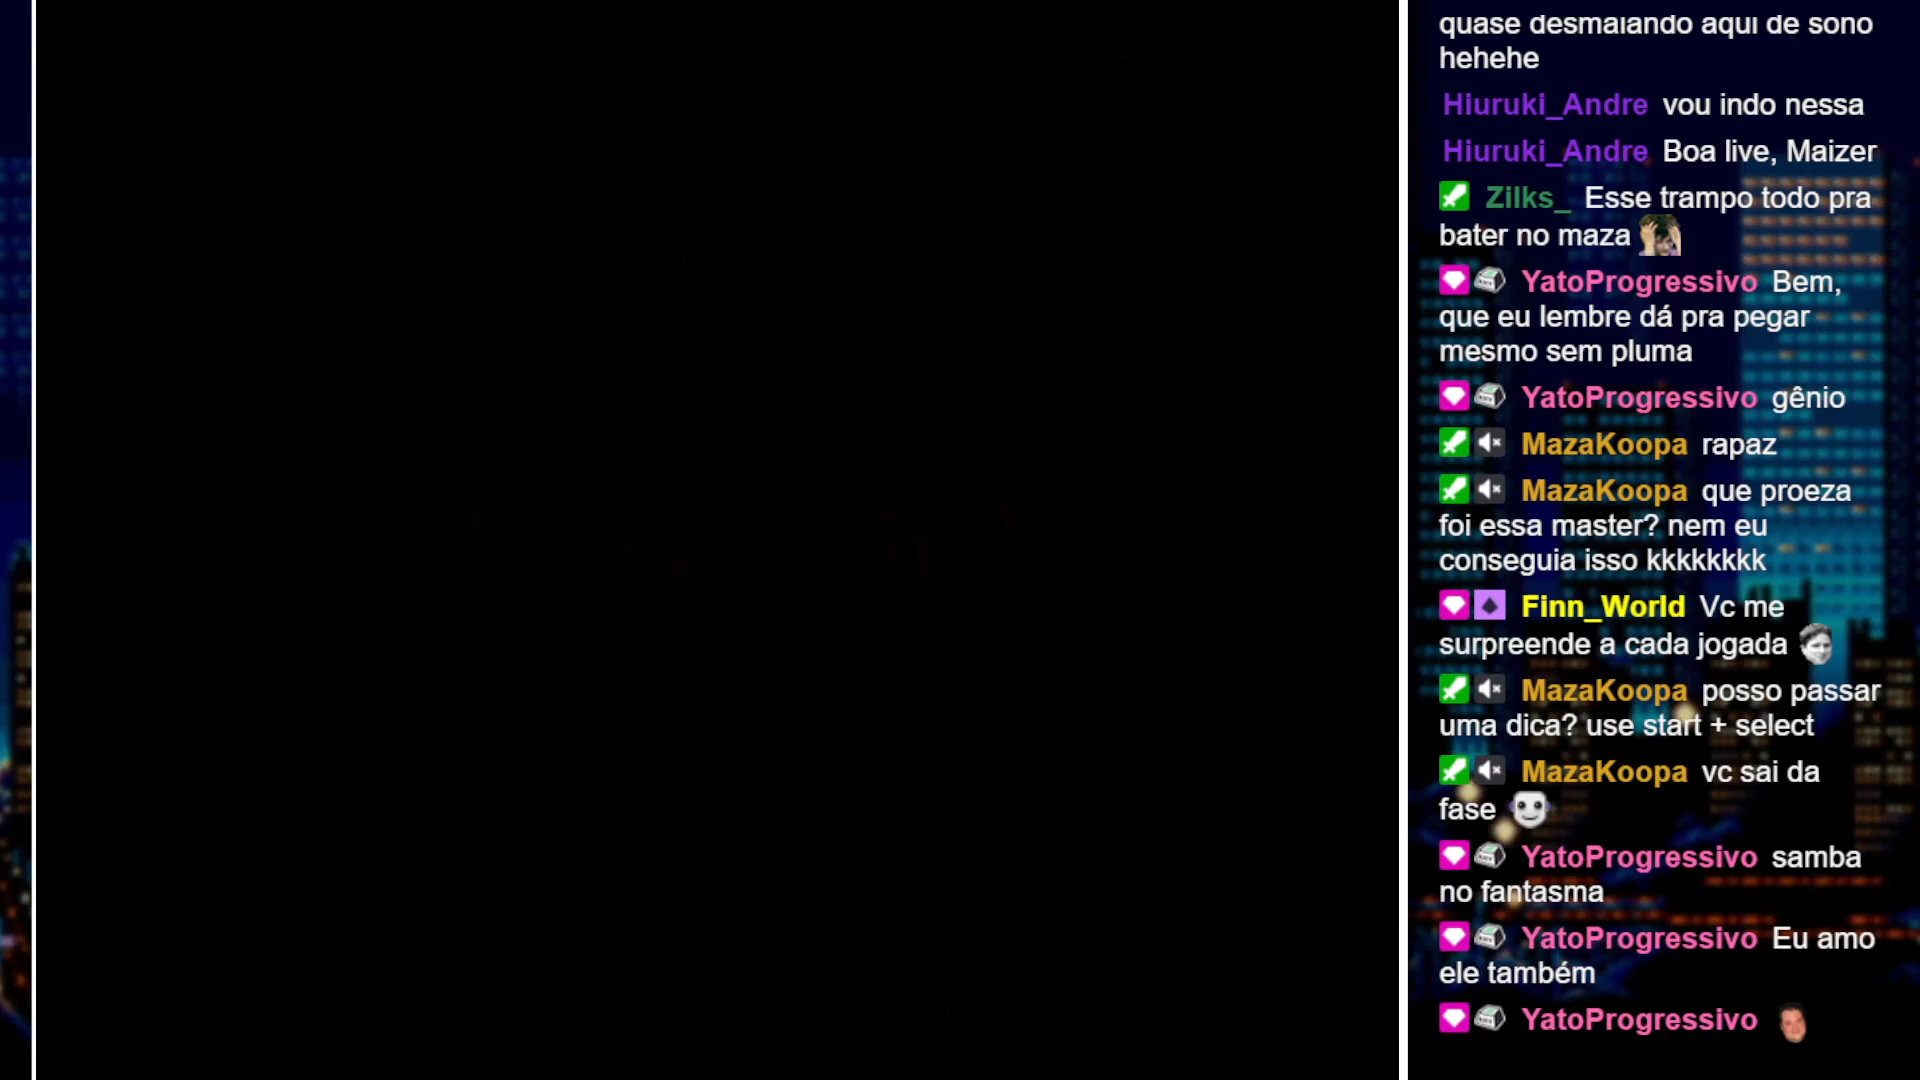 quase desmaiando aqui de sono
hehehe
Hiuruki_Andre vou indo nessa
Hiuruki_Andre Boa live, Maizer
Zilks_ Esse trampo todo pra
bater no maza
YatoProgressivo Bem,
que eu lembre dá pra pegar
mesmo sem pluma
YatoProgressivo gênio
MazaKoopa rapaz
MazaKoopa que proeza
foi essa master? nem eu
conseguia isso kkkkkkkk
Finn_World Vc me
surpreende a cada jogada
MazaKoopa posso passar
uma dica? use start + select
MazaKoopa vc sai da
fase
YatoProgressivo samba
no fantasma
YatoProgressivo Eu amo
ele também
YatoProgressivo